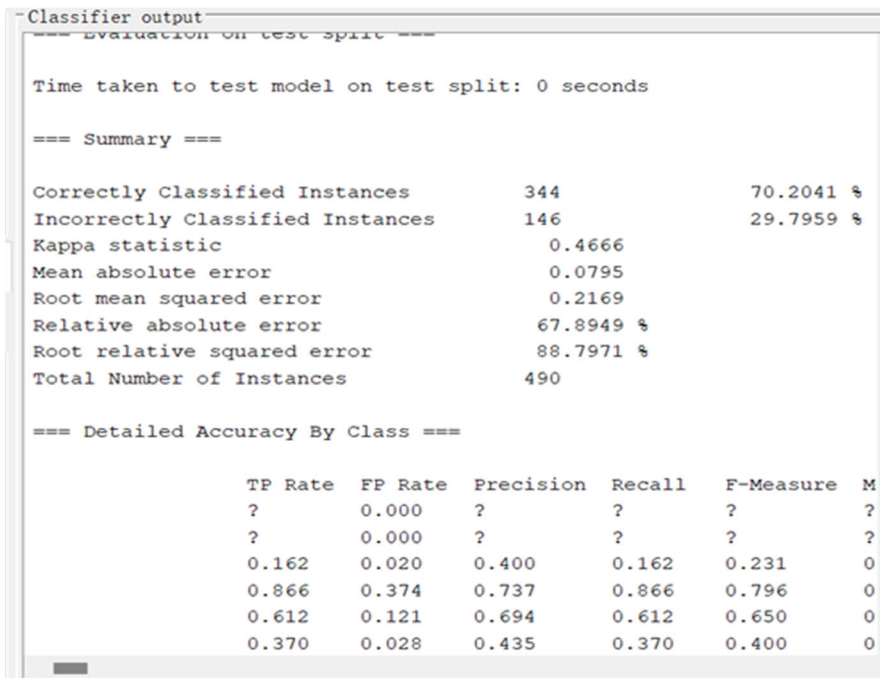 Classifier output
=== Evaluation on test split ===
Time taken to test model on test split: 0 seconds
=== Summary ===
Correctly Classified Instances 344 70.2041 %
Incorrectly Classified Instances 146 29.7959 %
Kappa statistic 0.4666
Mean absolute error 0.0795
Root mean squared error 0.2169
Relative absolute error 67.8949 %
Root relative squared error 88.7971 %
Total Number of Instances 490
=== Detailed Accuracy By Class ===
TP Rate FP Rate Precision Recall F-Measure M
? 0.000 ? ? ? ?
? 0.000 ? ? ? ?
0.162 0.020 0.400 0.162 0.231 0
0.866 0.374 0.737 0.866 0.796 0
0.612 0.121 0.694 0.612 0.650 0
0.370 0.028 0.435 0.370 0.400 0